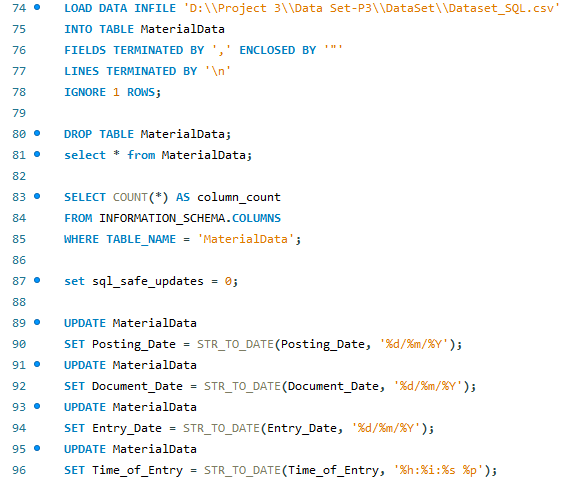 74 LOAD DATA INFILE 'D:\\Project 3\\Data Set-P3\\DataSet\\Dataset_SQL.csv'
75 INTO TABLE MaterialData
76 FIELDS TERMINATED BY ',' ENCLOSED BY '"'
77 LINES TERMINATED BY '\n'
78 IGNORE 1 ROWS;
79
80 DROP TABLE MaterialData;
81 select * from MaterialData;
82
83 SELECT COUNT(*) AS column_count
84 FROM INFORMATION_SCHEMA.COLUMNS
85 WHERE TABLE_NAME = 'MaterialData';
86
87 set sql_safe_updates = 0;
88
89 UPDATE MaterialData
90 SET Posting_Date = STR_TO_DATE(Posting_Date, '%d/%m/%Y');
91 UPDATE MaterialData
92 SET Document_Date = STR_TO_DATE(Document_Date, '%d/%m/%Y');
93 UPDATE MaterialData
94 SET Entry_Date = STR_TO_DATE(Entry_Date, '%d/%m/%Y');
95 UPDATE MaterialData
96 SET Time_of_Entry = STR_TO_DATE(Time_of_Entry, '%h:%i:%s %p');